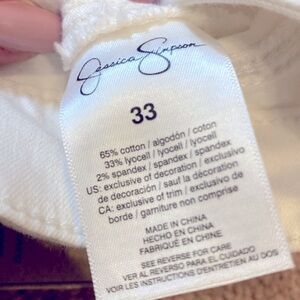 Jessica Simpson
33
65% cotton / algodón / coton
33% lyocell / lyocell / lyocell
2% spandex / spandex / spandex
US: exclusive of decoration / exclusivo
de decoración / sauf la décoration
CA: exclusive of trim / exclusivo de
borde / garniture non comprise
MADE IN CHINA
HECHO EN CHINA
FABRIQUÉ EN CHINE
SEE REVERSE FOR CARE
VER AL REVERSO PARA EL CUIDADO
VOIR LES INSTRUCTIONS D'ENTRETIEN AU DOS